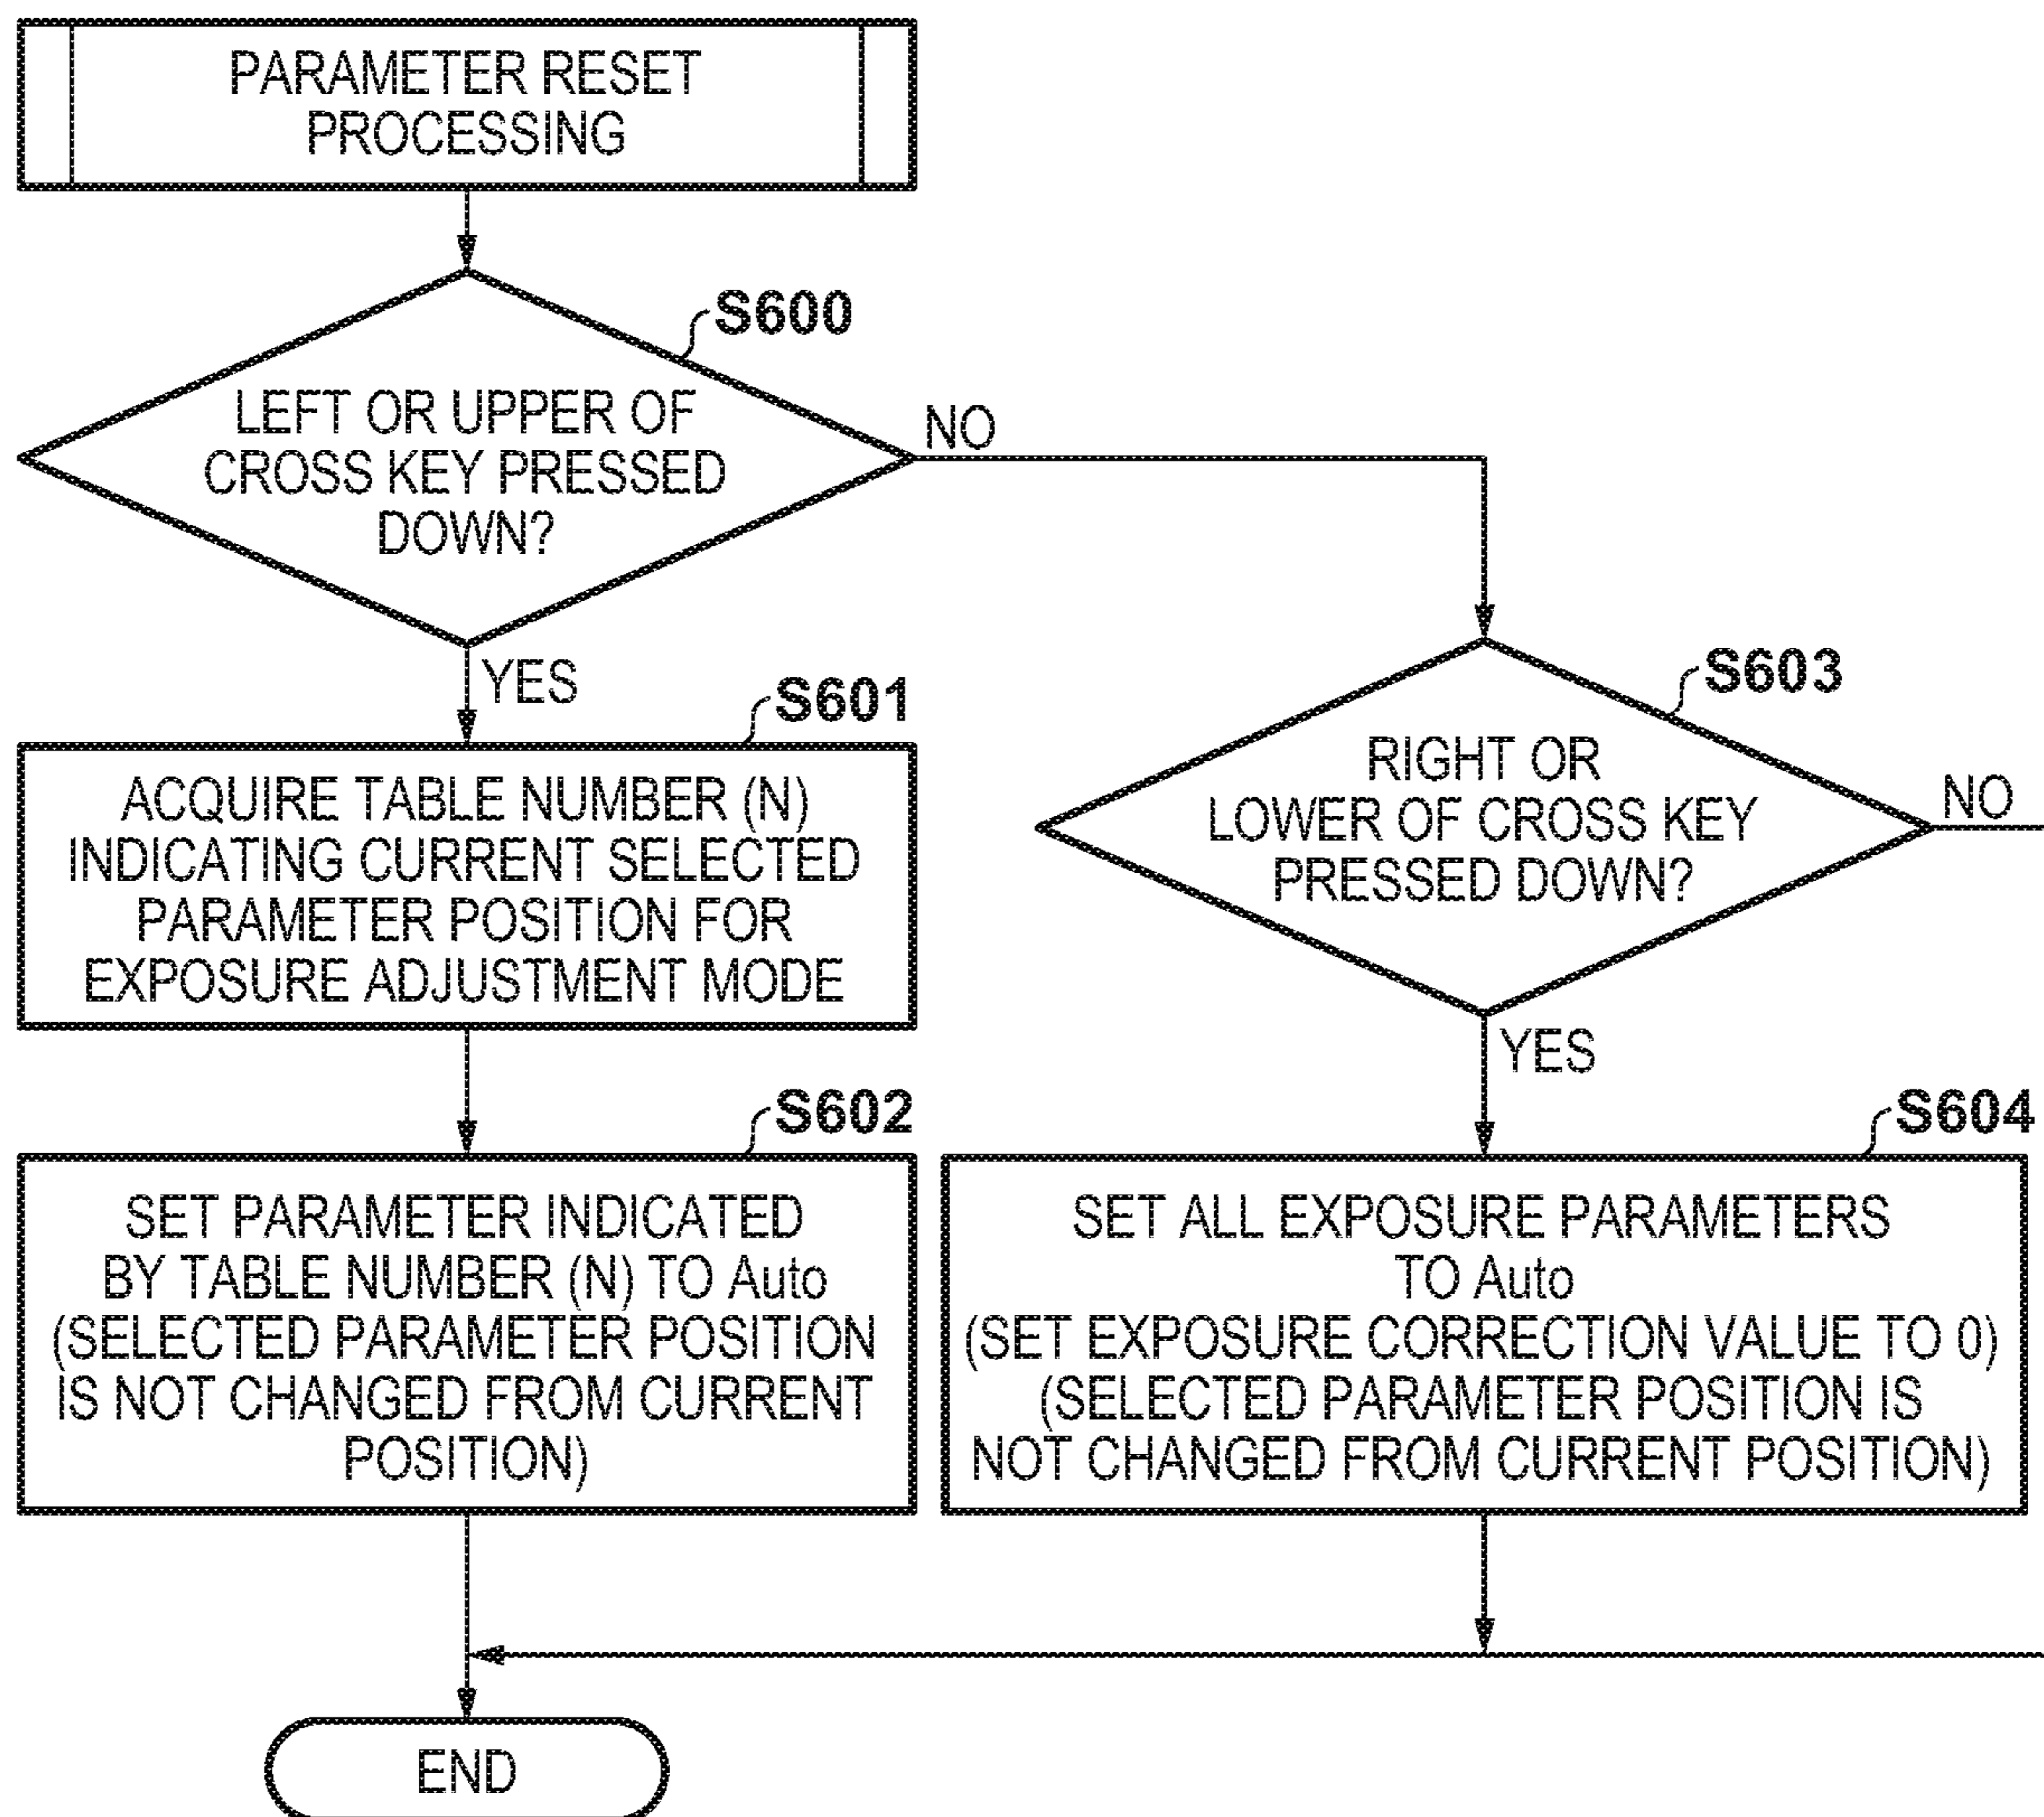 PARAMETER RESET
PROCESSING
S600
LEFT OR UPPER OF
CROSS KEY PRESSED
DOWN?
NO
YES
S601
ACQUIRE TABLE NUMBER (N)
INDICATING CURRENT SELECTED
PARAMETER POSITION FOR
EXPOSURE ADJUSTMENT MODE
S602
SET PARAMETER INDICATED
BY TABLE NUMBER (N) TO Auto
(SELECTED PARAMETER POSITION
IS NOT CHANGED FROM CURRENT
POSITION)
S603
RIGHT OR
LOWER OF CROSS KEY
PRESSED DOWN?
NO
YES
S604
SET ALL EXPOSURE PARAMETERS
TO Auto
(SET EXPOSURE CORRECTION VALUE TO 0)
(SELECTED PARAMETER POSITION IS
NOT CHANGED FROM CURRENT POSITION)
END